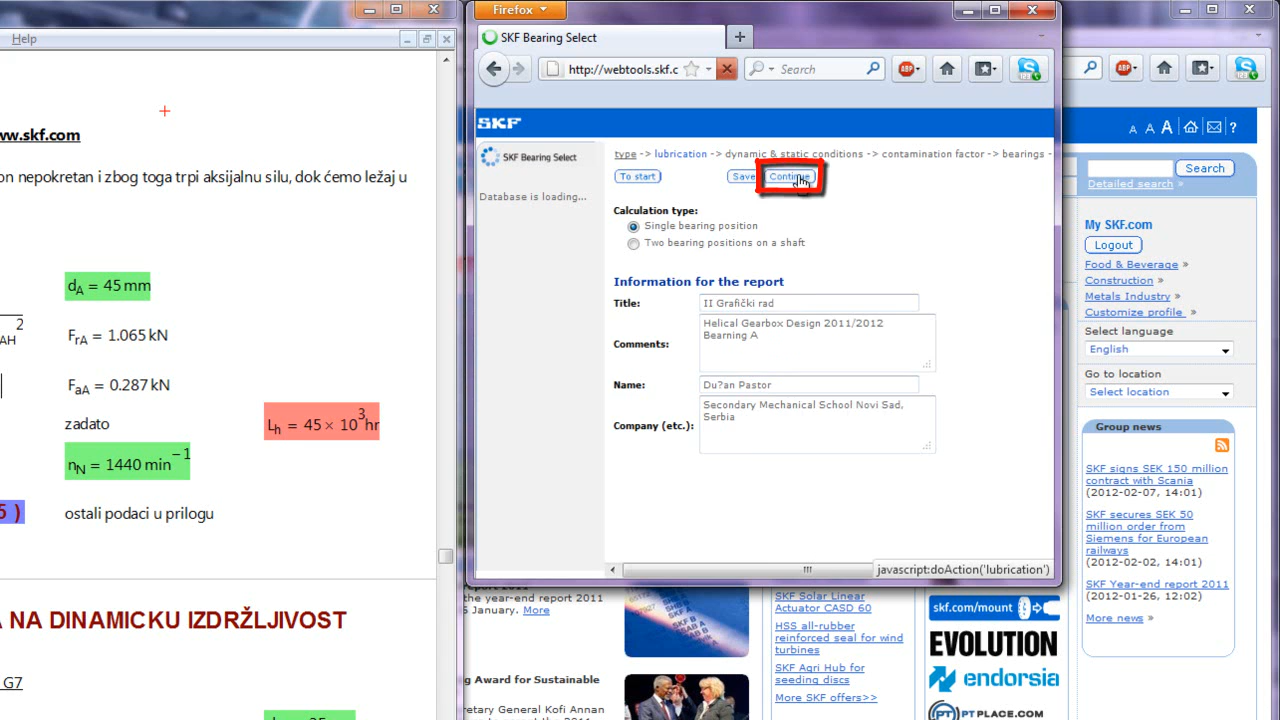 Help
ww.skf.com
on nepokretan i zbog toga trpi aksijalnu silu, dok ćemo ležaj u
dA = 45 mm
2
AH
FrA = 1.065 kN
FaA = 0.287 kN
zadato
Lh = 45 × 10³hr
nN = 1440 min⁻¹
5 )
ostali podaci u prilogu
A NA DINAMICKU IZDRŽLJIVOST
G7
Firefox
SKF Bearing Select
http://webtools.skf.c
Search
ABP
SKF
SKF Bearing Select
Database is loading...
type -> lubrication -> dynamic & static conditions -> contamination factor -> bearings -
To start
Save
Continue
Calculation type:
Single bearing position
Two bearing positions on a shaft
Information for the report
Title:
II Grafički rad
Comments:
Helical Gearbox Design 2011/2012
Bearning A
Name:
Du?an Pastor
Company (etc.):
Secondary Mechanical School Novi Sad,
Serbia
javascript:doAction('lubrication')
ABP
A A A ?
Search
Detailed search »
My SKF.com
Logout
Food & Beverage »
Construction »
Metals Industry »
Customize profile »
Select language
English
Go to location
Select location
Group news
SKF signs SEK 150 million
contract with Scania
(2012-02-07, 14:01)
SKF secures SEK 50
million order from
Siemens for European
railways
(2012-02-02, 14:01)
SKF Year-end report 2011
(2012-01-26, 12:02)
More news »
the year-end report 2011
January. More
g Award for Sustainable
cretary General Kofi Annan
SKF Solar Linear
Actuator CASD 60
HSS all-rubber
reinforced seal for wind
turbines
SKF Agri Hub for
seeding discs
More SKF offers>>
skf.com/mount
EVOLUTION
endorsia
PTPLACE.COM